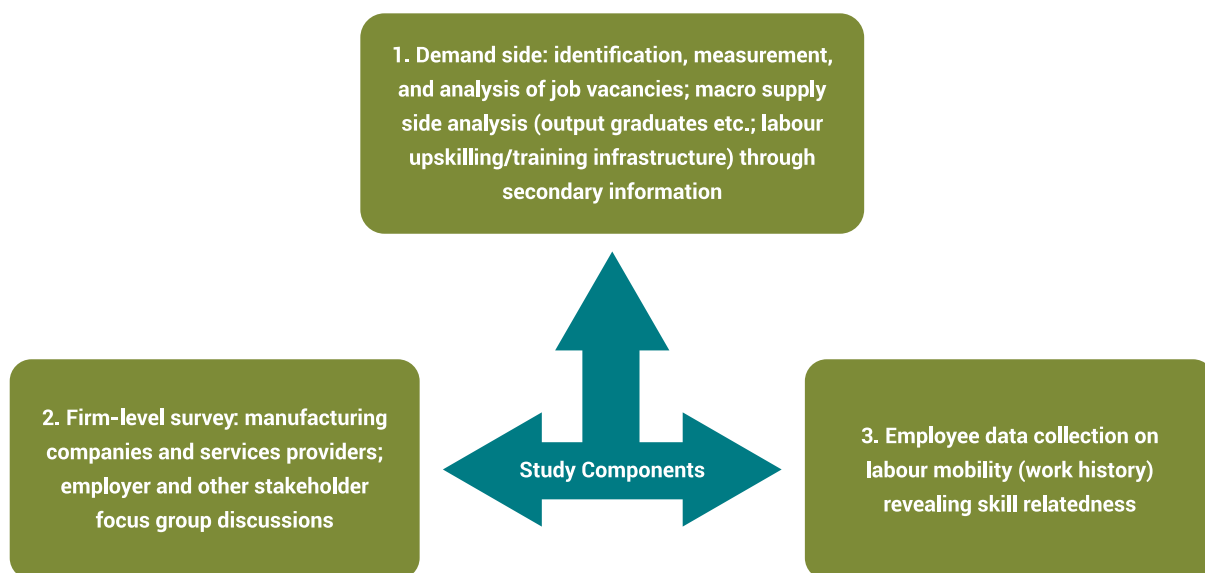 1. Demand side: identification, measurement,
and analysis of job vacancies; macro supply
side analysis (output graduates etc.; labour
upskilling/training infrastructure) through
secondary information
2. Firm-level survey: manufacturing
companies and services providers;
employer and other stakeholder
focus group discussions
Study Components
3. Employee data collection on
labour mobility (work history)
revealing skill relatedness